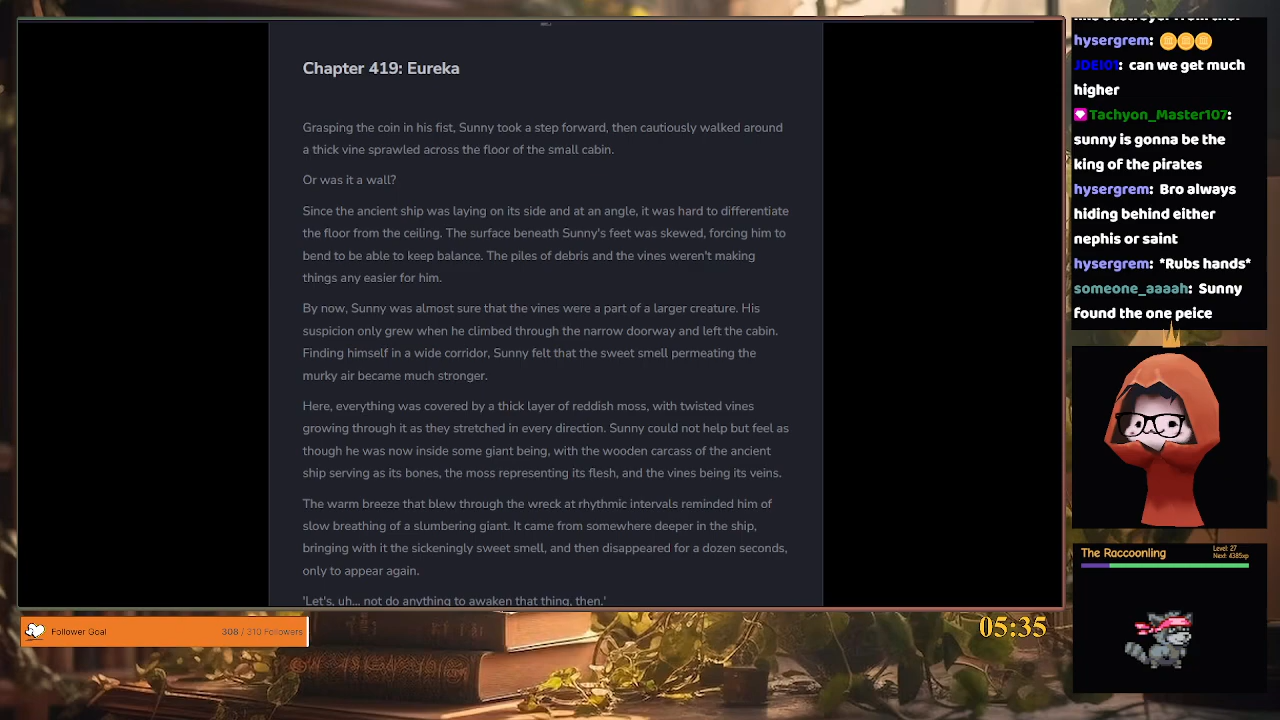 Chapter 419: Eureka
Grasping the coin in his fist, Sunny took a step forward, then cautiously walked around
a thick vine sprawled across the floor of the small cabin.
Or was it a wall?
Since the ancient ship was laying on its side and at an angle, it was hard to differentiate
the floor from the ceiling. The surface beneath Sunny's feet was skewed, forcing him to
bend to be able to keep balance. The piles of debris and the vines weren't making
things any easier for him.
By now, Sunny was almost sure that the vines were a part of a larger creature. His
suspicion only grew when he climbed through the narrow doorway and left the cabin.
Finding himself in a wide corridor, Sunny felt that the sweet smell permeating the
murky air became much stronger.
Here, everything was covered by a thick layer of reddish moss, with twisted vines
growing through it as they stretched in every direction. Sunny could not help but feel as
though he was now inside some giant being, with the wooden carcass of the ancient
ship serving as its bones, the moss representing its flesh, and the vines being its veins.
The warm breeze that blew through the wreck at rhythmic intervals reminded him of
slow breathing of a slumbering giant. It came from somewhere deeper in the ship,
bringing with it the sickeningly sweet smell, and then disappeared for a dozen seconds,
only to appear again.
'Let's, uh... not do anything to awaken that thing, then.'
hysergrem:
JDEI01: can we get much
higher
Tachyon_Master107:
sunny is gonna be the
king of the pirates
hysergrem: Bro always
hiding behind either
nephis or saint
hysergrem: *Rubs hands*
someone_aaaah: Sunny
found the one peice
The Raccoonling
Level: 27
Next: 4385xp
Follower Goal
308 / 310 Followers
05:35